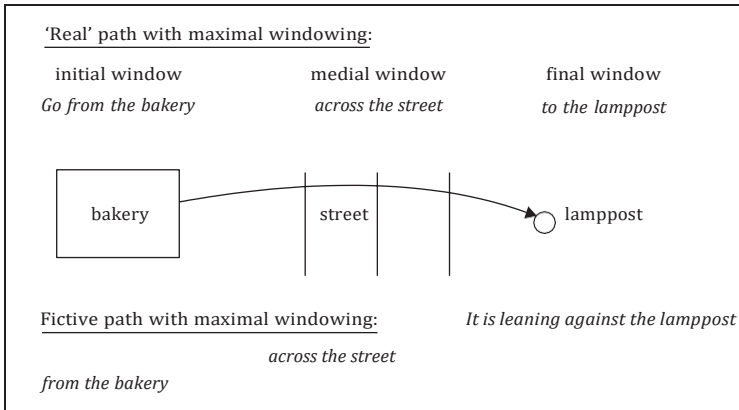 'Real' path with maximal windowing:
initial window medial window final window
Go from the bakery across the street to the lamppost
bakery street lamppost
Fictive path with maximal windowing: It is leaning against the lamppost
across the street
from the bakery